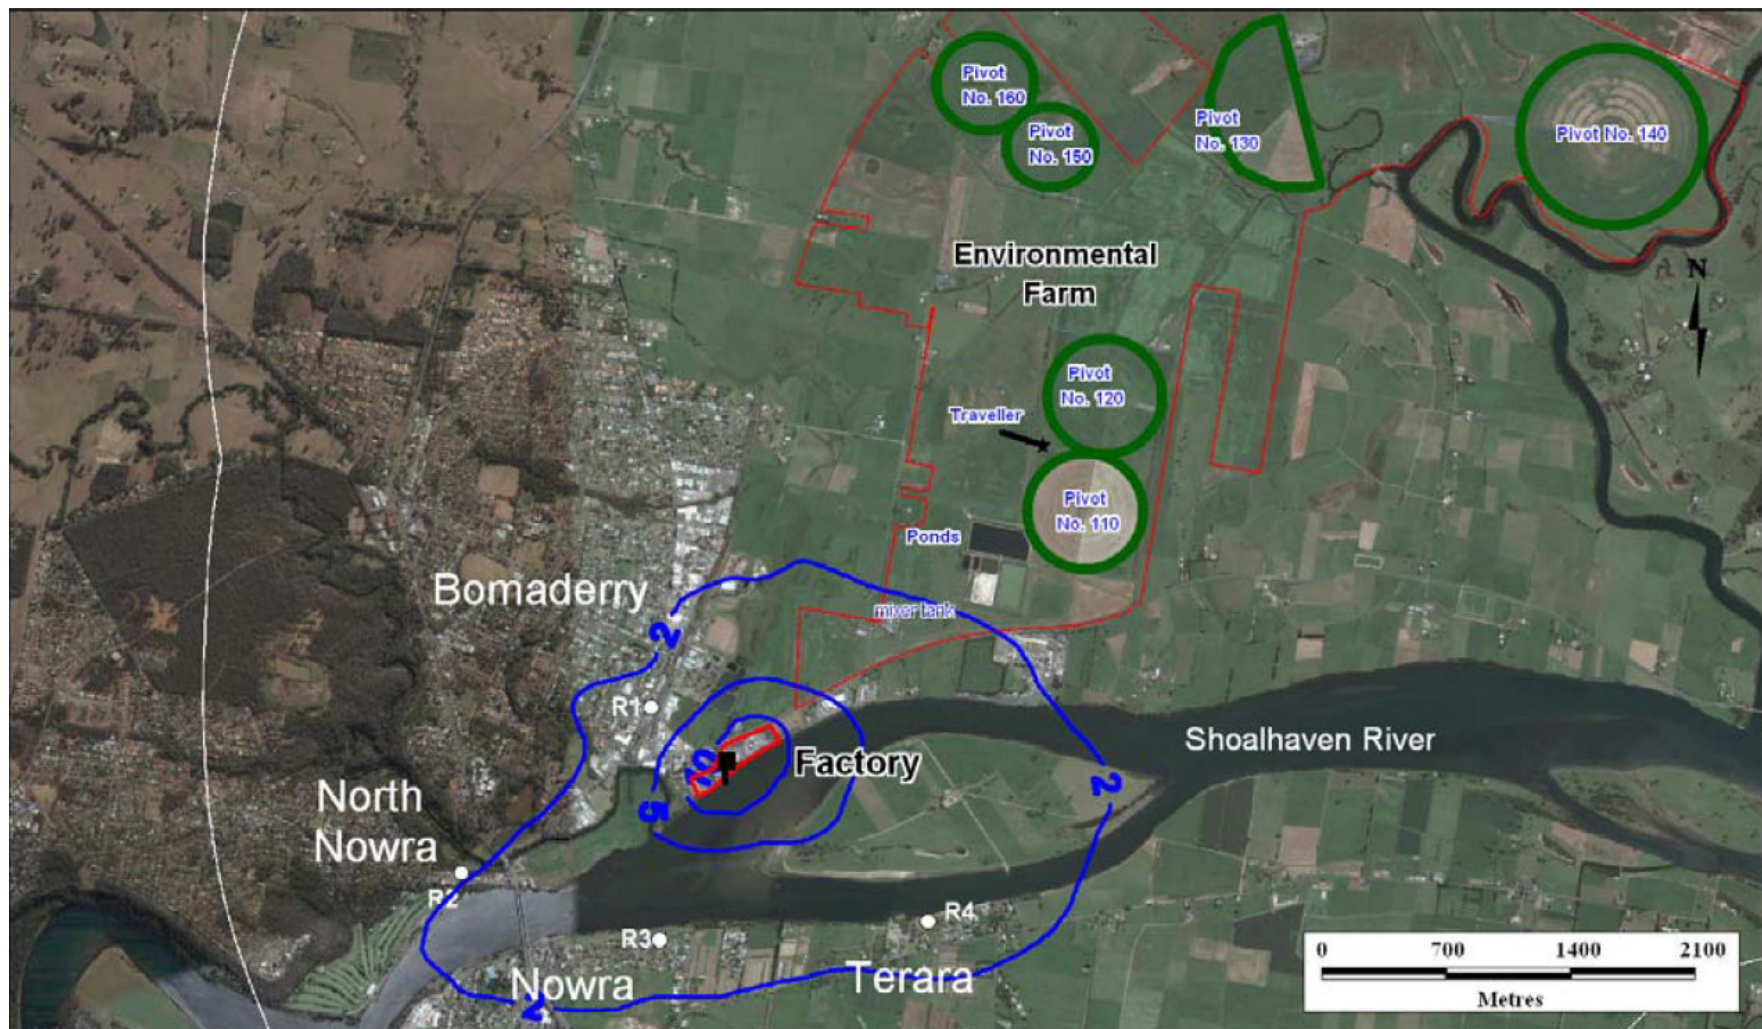 Pivot
No. 160
Pivot
No. 150
Pivot
No. 130
Pivot No. 140
Environmental
Farm
N
Pivot
No. 120
Traveller
Pivot
No. 110
Ponds
Bomaderry
mixer tank
2
R1
Shoalhaven River
10
Factory
2
5
North
Nowra
R2
R4
R3
Nowra
Terara
2
0 700 1400 2100
Metres